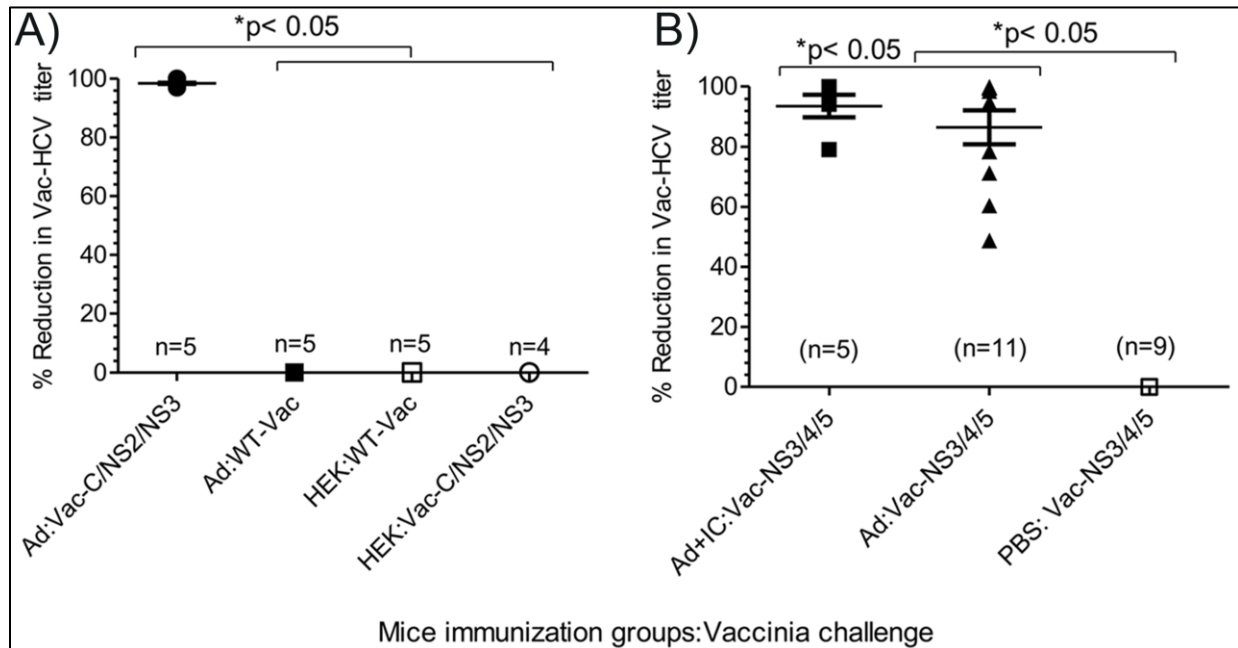 A)
*p< 0.05
% Reduction in Vac-HCV titer
100
80
60
40
20
0
n=5
n=5
n=5
n=4
Ad:Vac-C/NS2/NS3
Ad:WT-Vac
HEK:WT-Vac
HEK:Vac-C/NS2/NS3
B)
*p< 0.05
*p< 0.05
% Reduction in Vac-HCV titer
100
80
60
40
20
0
(n=5)
(n=11)
(n=9)
Ad+IC:Vac-NS3/4/5
Ad:Vac-NS3/4/5
PBS: Vac-NS3/4/5
Mice immunization groups:Vaccinia challenge